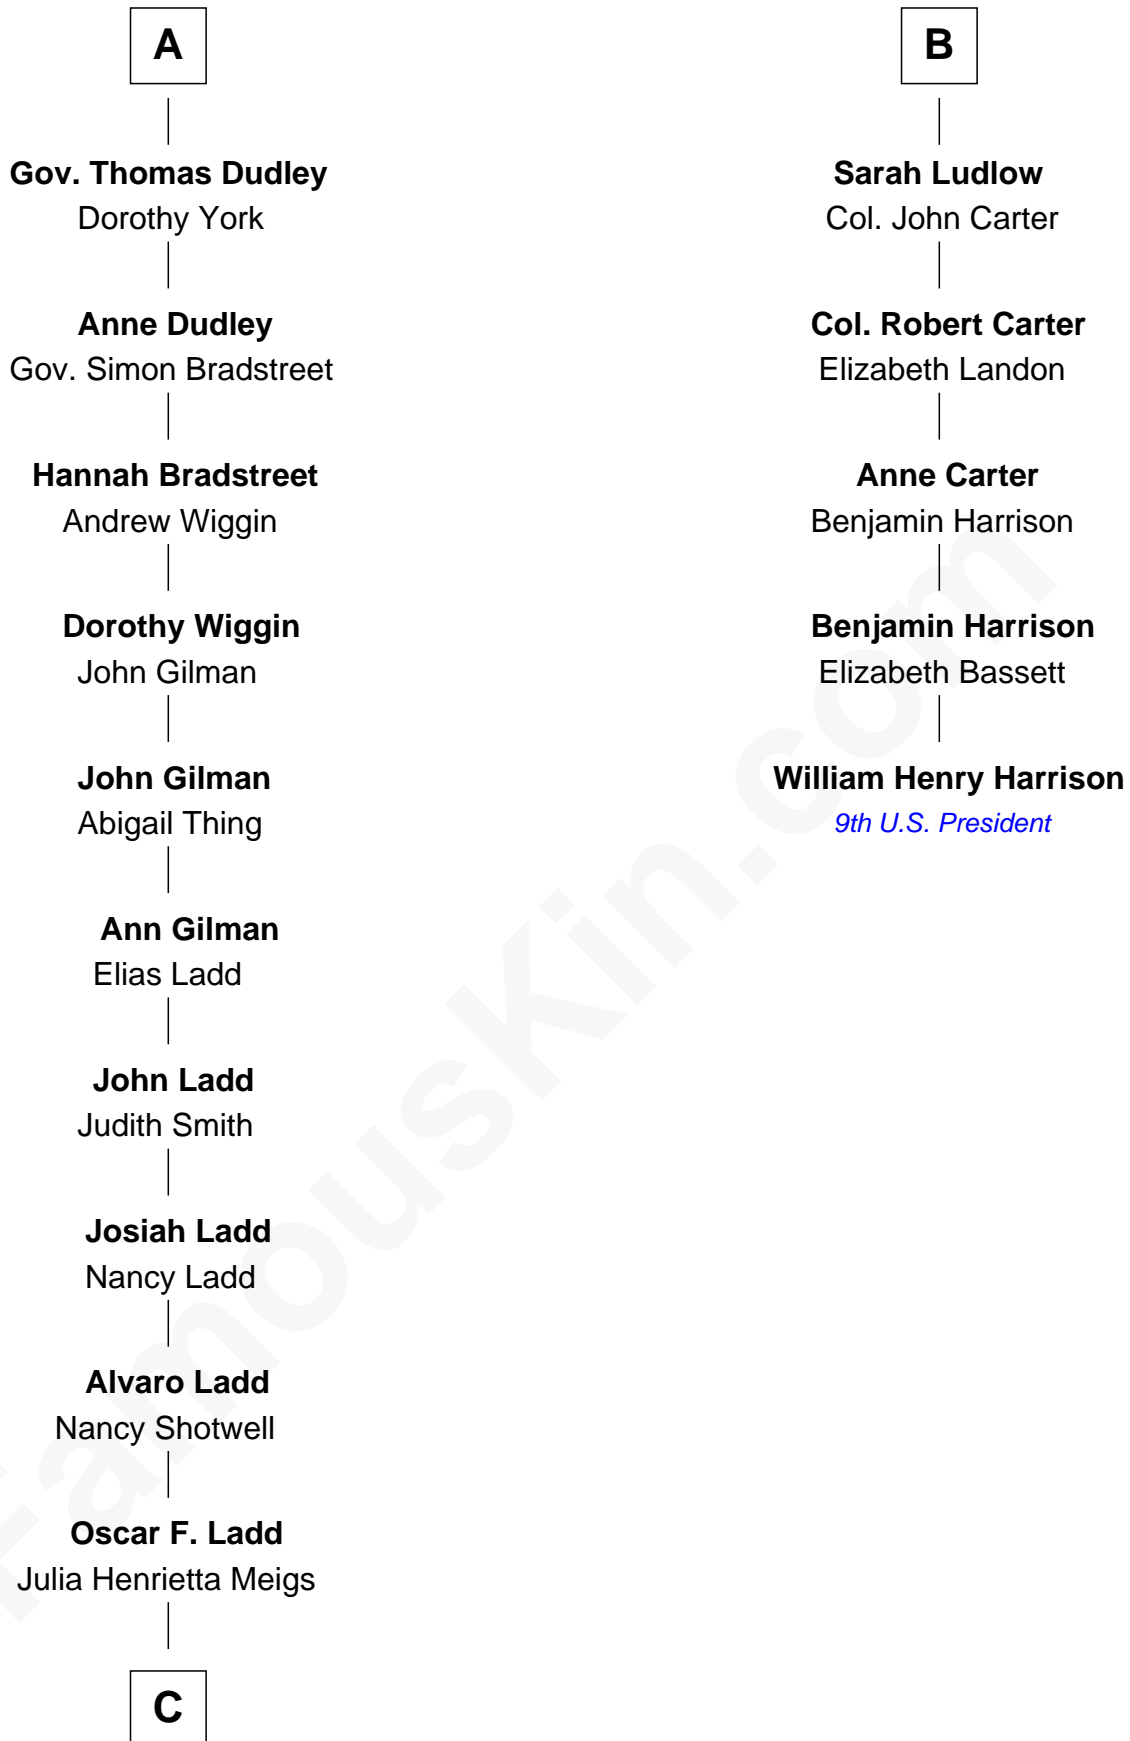 A
Gov. Thomas Dudley
Dorothy York
Anne Dudley
Gov. Simon Bradstreet
Hannah Bradstreet
Andrew Wiggin
Dorothy Wiggin
John Gilman
John Gilman
Abigail Thing
Ann Gilman
Elias Ladd
John Ladd
Judith Smith
Josiah Ladd
Nancy Ladd
Alvaro Ladd
Nancy Shotwell
Oscar F. Ladd
Julia Henrietta Meigs
C
B
Sarah Ludlow
Col. John Carter
Col. Robert Carter
Elizabeth Landon
Anne Carter
Benjamin Harrison
Benjamin Harrison
Elizabeth Bassett
William Henry Harrison
9th U.S. President
FamousKin.com